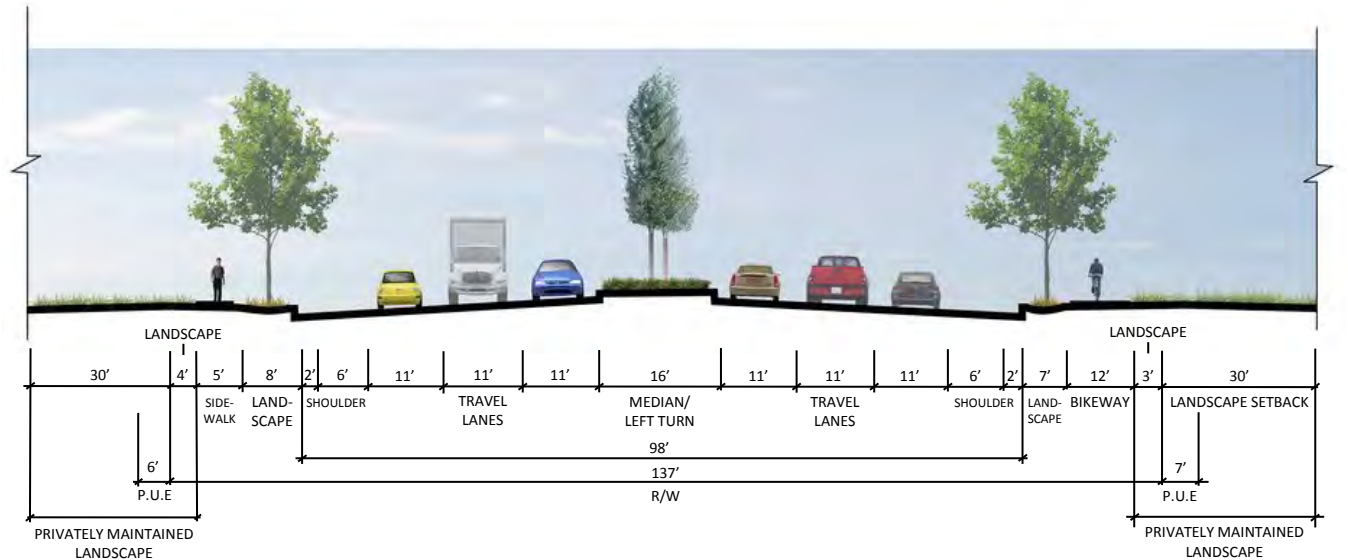 LANDSCAPE
LANDSCAPE
30’ 4’ 5’ 8’ 2’ 6’ 11’ 11’ 11’ 16’ 11’ 11’ 11’ 6’ 2’ 7’ 12’ 3’ 30’
SIDE-
WALK
LAND-
SCAPE
SHOULDER
TRAVEL
LANES
MEDIAN/
LEFT TURN
TRAVEL
LANES
SHOULDER
LAND-
SCAPE
BIKEWAY
LANDSCAPE SETBACK
98’
6’
P.U.E
137’
R/W
7’
P.U.E
PRIVATELY MAINTAINED
LANDSCAPE
PRIVATELY MAINTAINED
LANDSCAPE